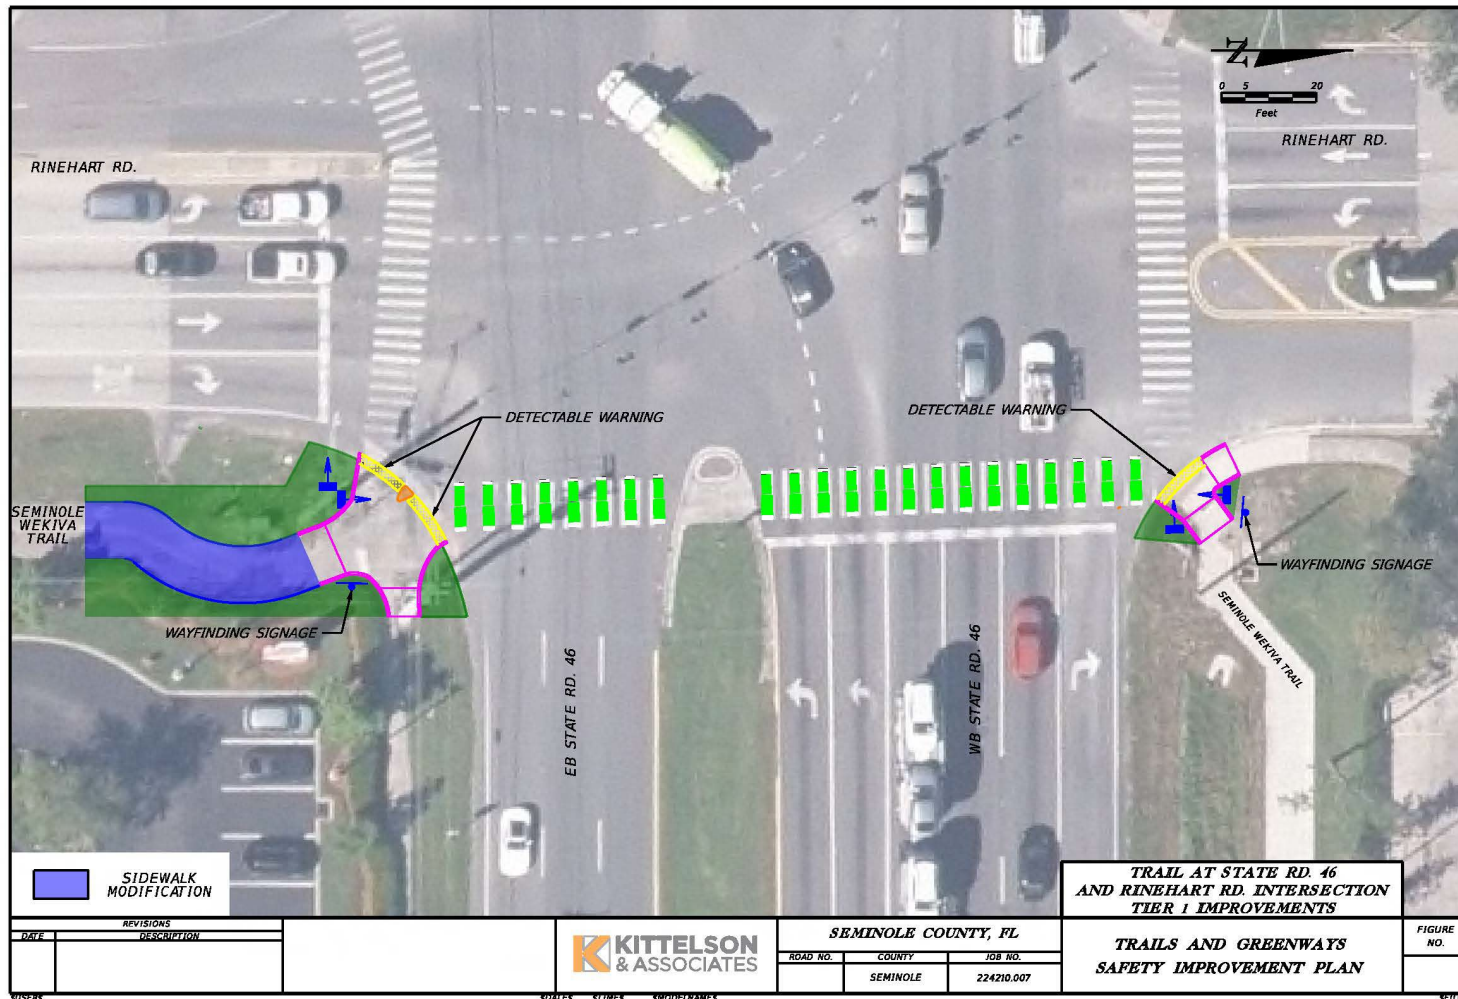 N
0 5 20
Feet
RINEHART RD.
RINEHART RD.
DETECTABLE WARNING
DETECTABLE WARNING
SEMINOLE
WEKIVA
TRAIL
WAYFINDING SIGNAGE
WAYFINDING SIGNAGE
SEMINOLE WEKIVA TRAIL
EB STATE RD. 46
WB STATE RD. 46
SIDEWALK
MODIFICATION
TRAIL AT STATE RD. 46
AND RINEHART RD. INTERSECTION
TIER 1 IMPROVEMENTS
REVISIONS
DATE DESCRIPTION
KITTELSON
& ASSOCIATES
SEMINOLE COUNTY, FL
ROAD NO. COUNTY JOB NO.
SEMINOLE 224210.007
TRAILS AND GREENWAYS
SAFETY IMPROVEMENT PLAN
FIGURE
NO.